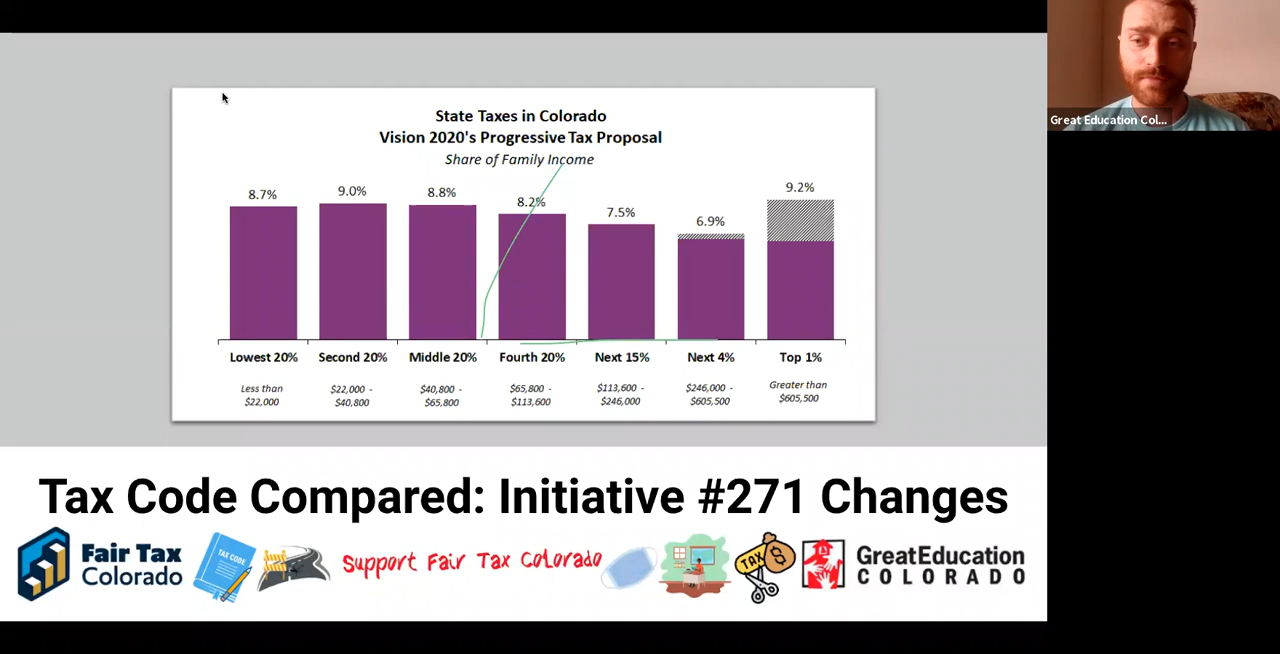 State Taxes in Colorado
Vision 2020's Progressive Tax Proposal
Share of Family Income
8.7%
9.0%
8.8%
8.2%
7.5%
6.9%
9.2%
Lowest 20%
Second 20%
Middle 20%
Fourth 20%
Next 15%
Next 4%
Top 1%
Less than
$22,000
$22,000 -
$40,800
$40,800 -
$65,800
$65,800 -
$113,600
$113,600 -
$246,000
$246,000 -
$605,500
Greater than
$605,500
Tax Code Compared: Initiative #271 Changes
Fair Tax
Colorado
TAX CODE
Support Fair Tax Colorado
TAX
$
GreatEducation
COLORADO
Great Education Col...